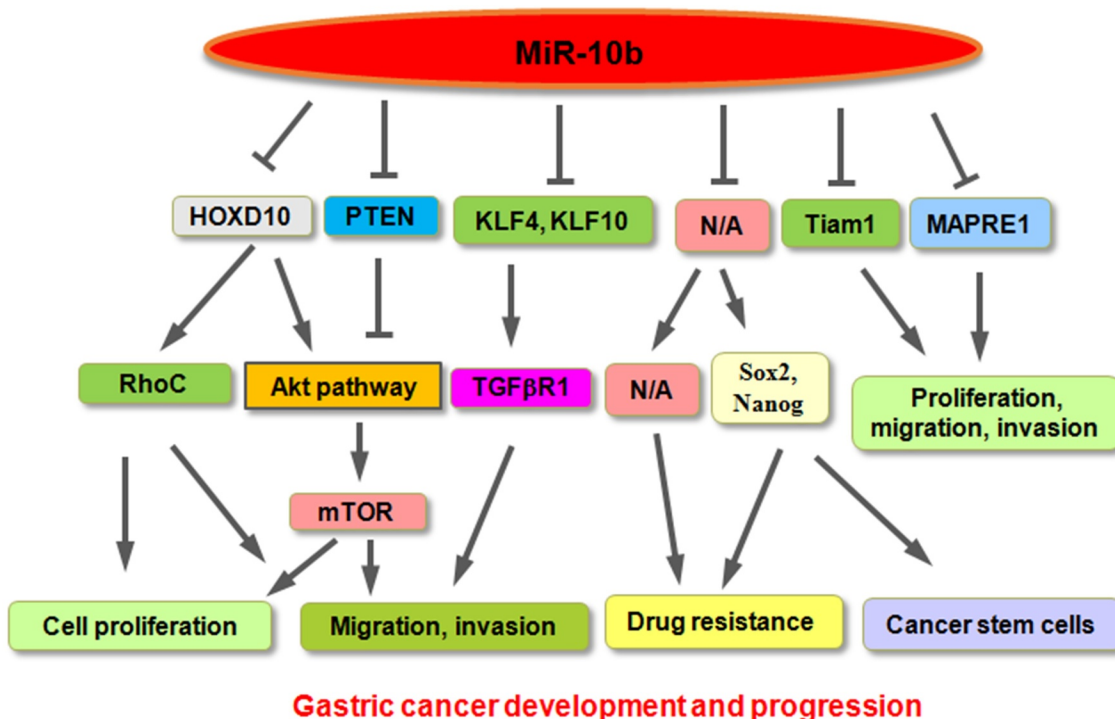 MiR-10b
HOXD10
PTEN
KLF4, KLF10
N/A
Tiam1
MAPRE1
RhoC
Akt pathway
TGFβR1
N/A
Sox2,
Nanog
Proliferation,
migration, invasion
mTOR
Cell proliferation
Migration, invasion
Drug resistance
Cancer stem cells
Gastric cancer development and progression